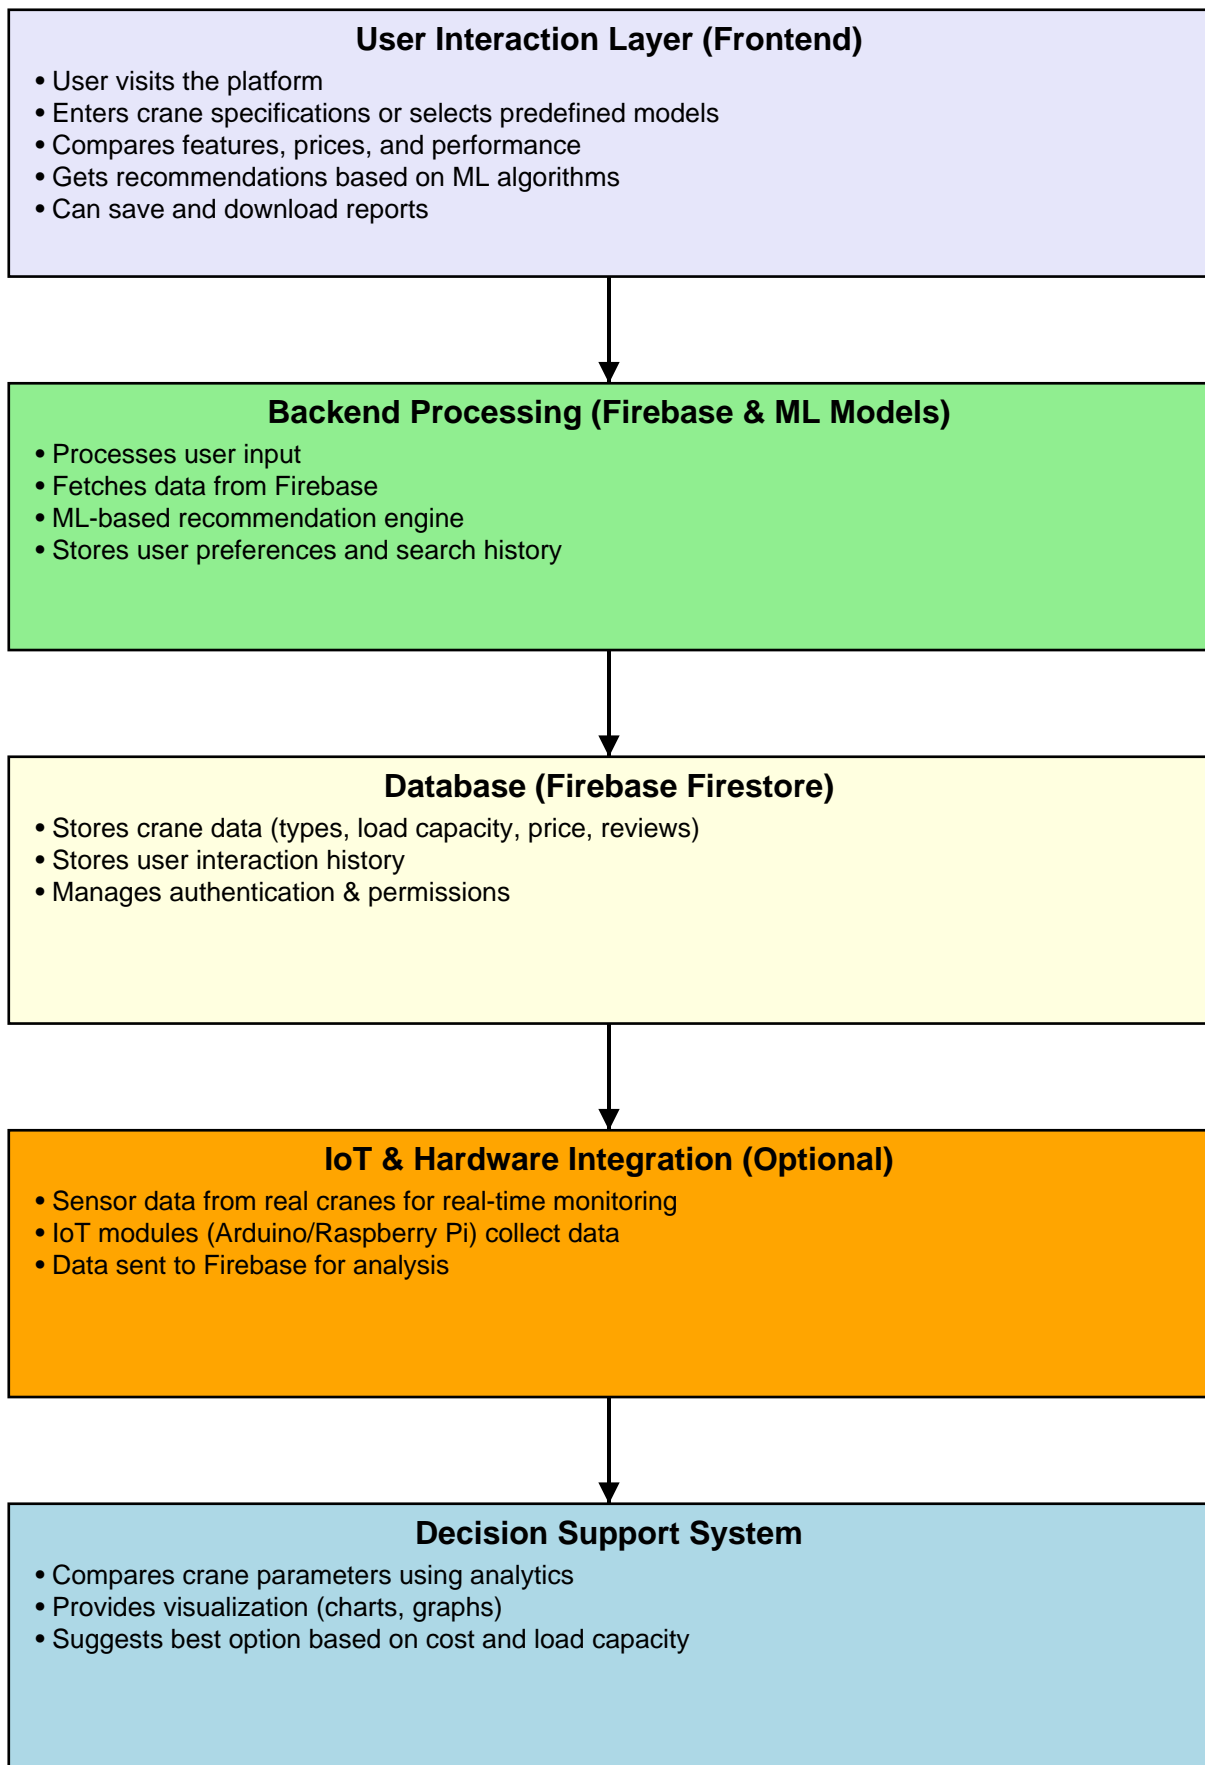 User Interaction Layer (Frontend)
• User visits the platform
• Enters crane specifications or selects predefined models
• Compares features, prices, and performance
• Gets recommendations based on ML algorithms
• Can save and download reports
Backend Processing (Firebase & ML Models)
• Processes user input
• Fetches data from Firebase
• ML-based recommendation engine
• Stores user preferences and search history
Database (Firebase Firestore)
• Stores crane data (types, load capacity, price, reviews)
• Stores user interaction history
• Manages authentication & permissions
IoT & Hardware Integration (Optional)
• Sensor data from real cranes for real-time monitoring
• IoT modules (Arduino/Raspberry Pi) collect data
• Data sent to Firebase for analysis
Decision Support System
• Compares crane parameters using analytics
• Provides visualization (charts, graphs)
• Suggests best option based on cost and load capacity